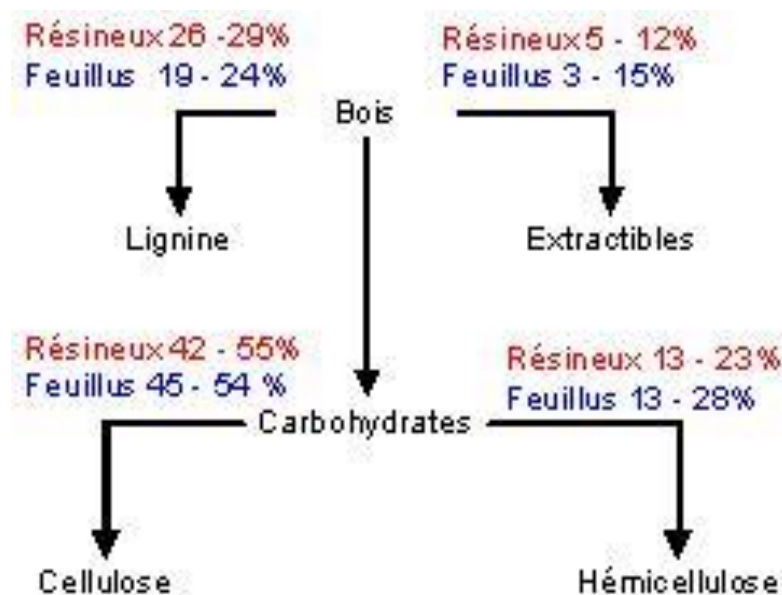 Résineux 26 -29%
Feuillus 19 - 24%
Résineux 5 - 12%
Feuillus 3 - 15%
Bois
Lignine
Extractibles
Résineux 42 - 55%
Feuillus 45 - 54 %
Résineux 13 - 23%
Feuillus 13 - 28%
Carbohydrates
Cellulose
Hémicellulose